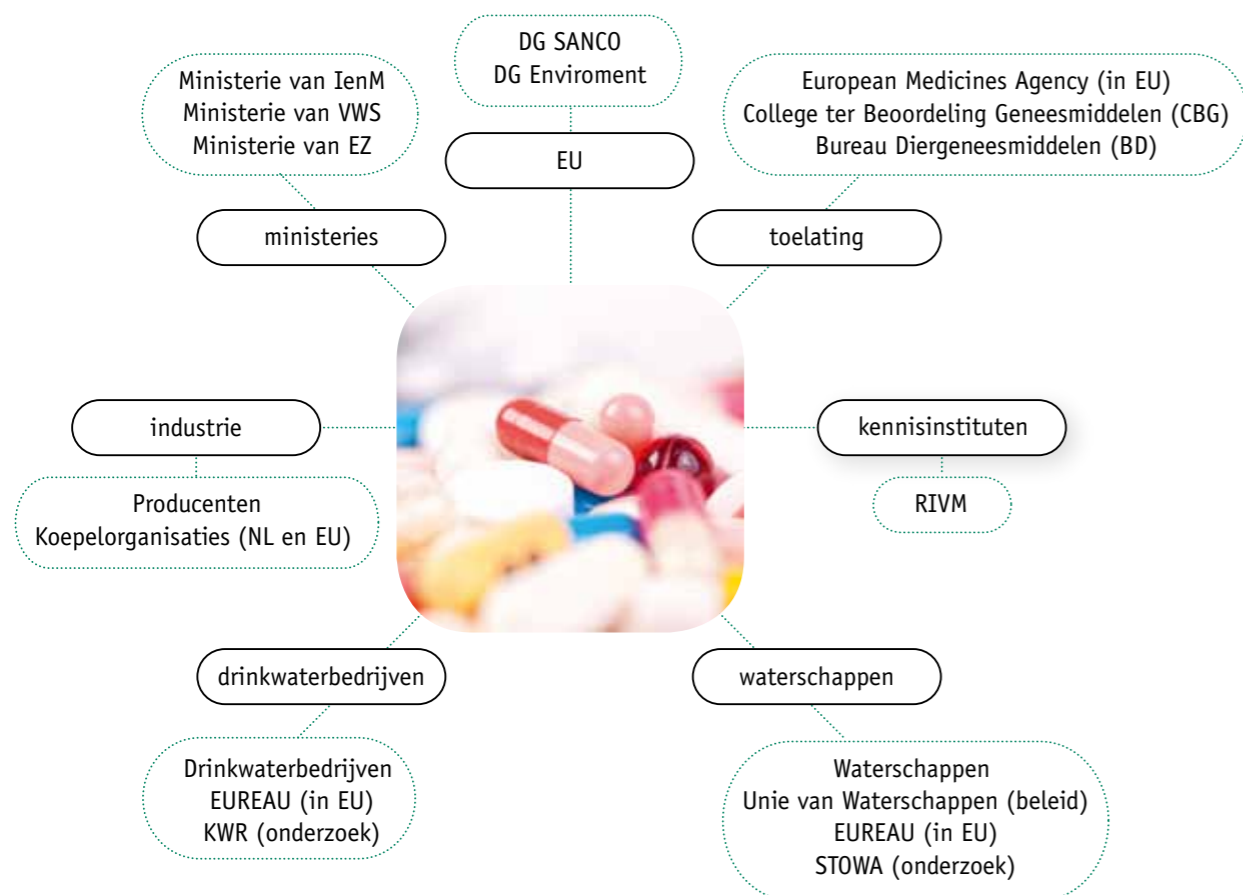 DG SANCO
DG Enviroment
EU
Ministerie van IenM
Ministerie van VWS
Ministerie van EZ
ministeries
European Medicines Agency (in EU)
College ter Beoordeling Geneesmiddelen (CBG)
Bureau Diergeneesmiddelen (BD)
toelating
industrie
Producenten
Koepelorganisaties (NL en EU)
kennisinstituten
RIVM
drinkwaterbedrijven
Drinkwaterbedrijven
EUREAU (in EU)
KWR (onderzoek)
waterschappen
Waterschappen
Unie van Waterschappen (beleid)
EUREAU (in EU)
STOWA (onderzoek)